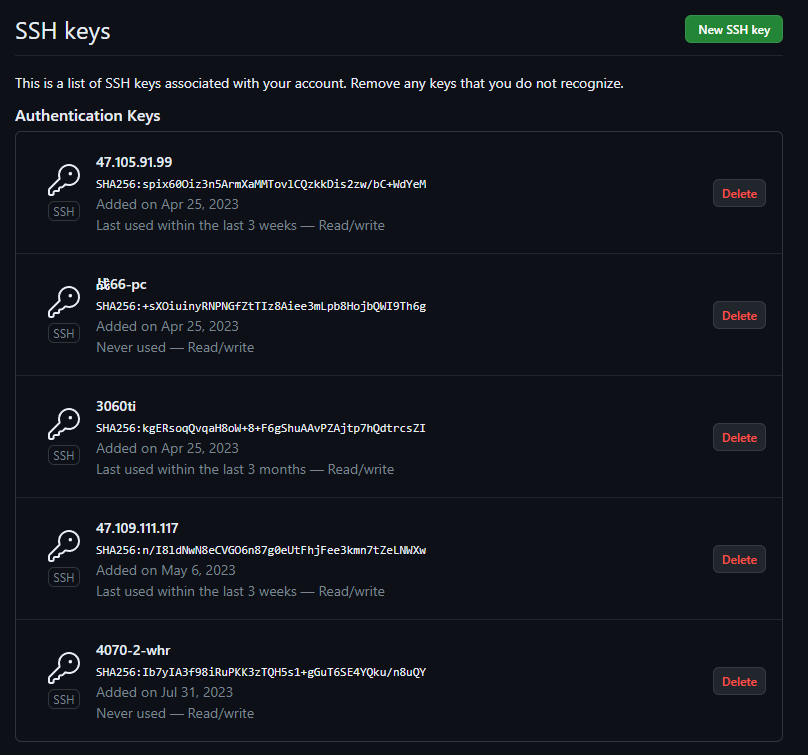 SSH keys
New SSH key
This is a list of SSH keys associated with your account. Remove any keys that you do not recognize.
Authentication Keys
47.105.91.99
SHA256:spix60Oiz3n5ArmXaMMTovlCQzkkDis2zw/bC+WdYeM
Added on Apr 25, 2023
Last used within the last 3 weeks — Read/write
SSH
Delete
战66-pc
SHA256:+sXOiuinyRNPNGfZtTIz8Aiee3mLpb8HojbQWI9Th6g
Added on Apr 25, 2023
Never used — Read/write
SSH
Delete
3060ti
SHA256:kgERsoqQvqaH8oW+8+F6gShuAAvPZAjtp7hQdtrcsZI
Added on Apr 25, 2023
Last used within the last 3 months — Read/write
SSH
Delete
47.109.111.117
SHA256:n/I8ldNwN8eCVGO6n87g0eUtFhjFee3kmn7tZeLNWXw
Added on May 6, 2023
Last used within the last 3 weeks — Read/write
SSH
Delete
4070-2-whr
SHA256:Ib7yIA3f98iRuPKK3zTQH5s1+gGuT6SE4YQku/n8uQY
Added on Jul 31, 2023
Never used — Read/write
SSH
Delete